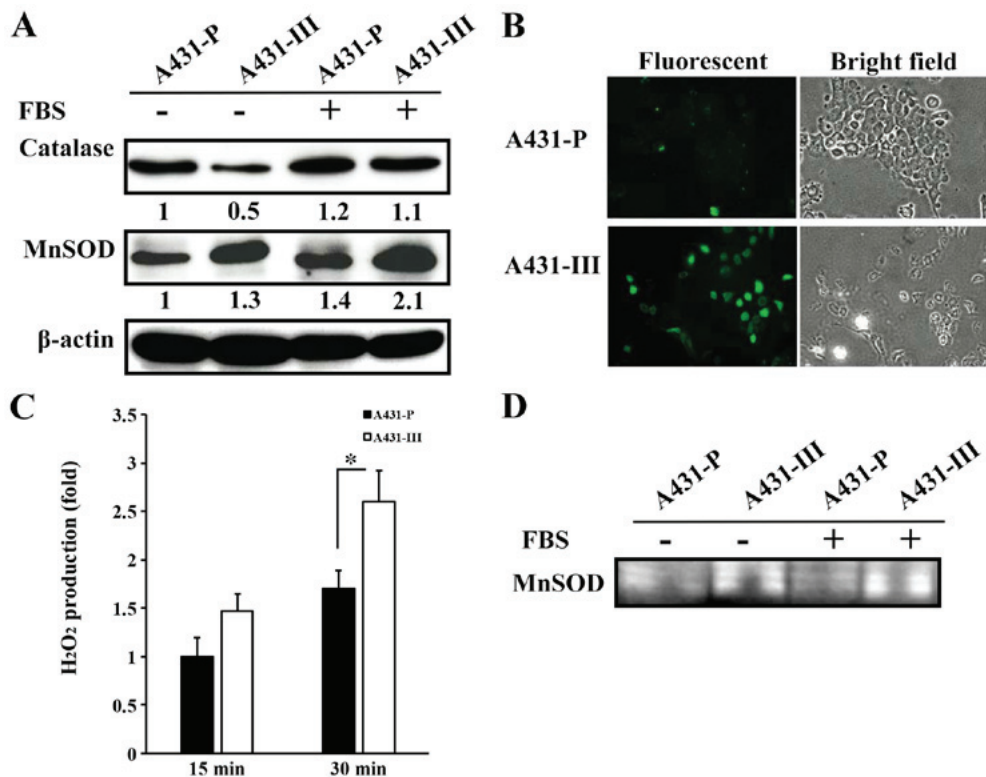 A
A431-P A431-III A431-P A431-III
FBS - - + +
Catalase
1 0.5 1.2 1.1
MnSOD
1 1.3 1.4 2.1
β-actin
B
Fluorescent Bright field
A431-P
A431-III
C
A431-P
A431-III
H2O2 production (fold)
3.5
3
2.5
2
1.5
1
0.5
0
*
15 min 30 min
D
A431-P A431-III A431-P A431-III
FBS - - + +
MnSOD